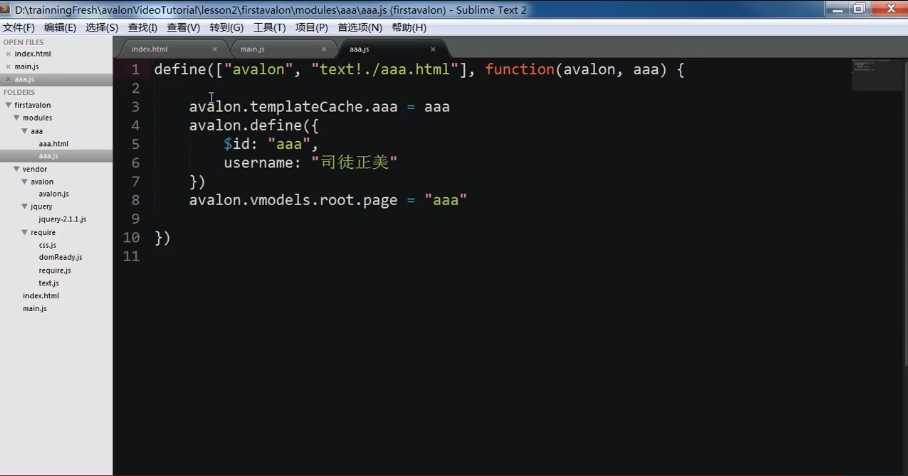 D:\trainningFresh\avalonVideoTutorial\lesson2\firstavalon\modules\aaa\aaa.js (firstavalon) - Sublime Text 2
文件(F) 编辑(E) 选择(S) 查找(I) 查看(V) 转到(G) 工具(T) 项目(P) 首选项(N) 帮助(H)
OPEN FILES
index.html
main.js
aaa.js
FOLDERS
firstavalon
modules
aaa
aaa.html
aaa.js
vendor
avalon
avalon.js
jquery
jquery-2.1.1.js
require
css.js
domReady.js
require.js
text.js
index.html
main.js
index.html main.js aaa.js
1 define(["avalon", "text!./aaa.html"], function(avalon, aaa) {
2
3 avalon.templateCache.aaa = aaa
4 avalon.define({
5 $id: "aaa",
6 username: "司徒正美"
7 })
8 avalon.vmodels.root.page = "aaa"
9
10 })
11